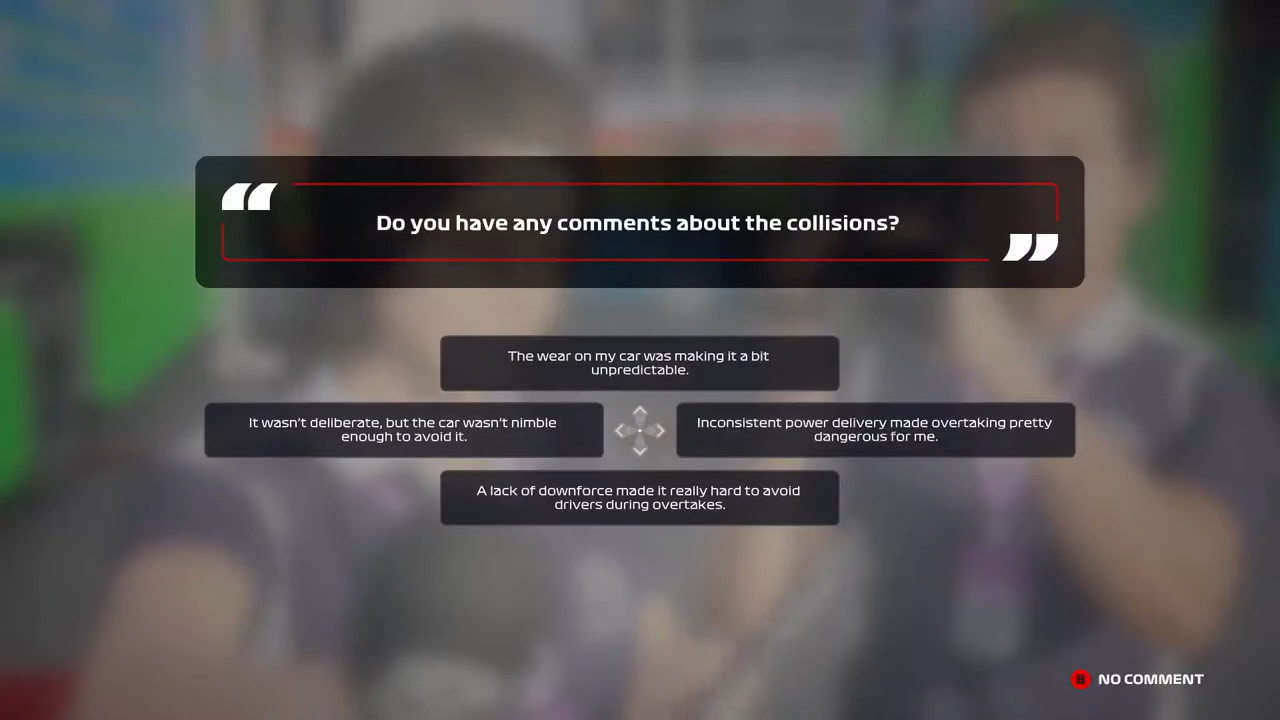 Do you have any comments about the collisions?
The wear on my car was making it a bit
unpredictable.
It wasn't deliberate, but the car wasn't nimble
enough to avoid it.
Inconsistent power delivery made overtaking pretty
dangerous for me.
A lack of downforce made it really hard to avoid
drivers during overtakes.
B NO COMMENT